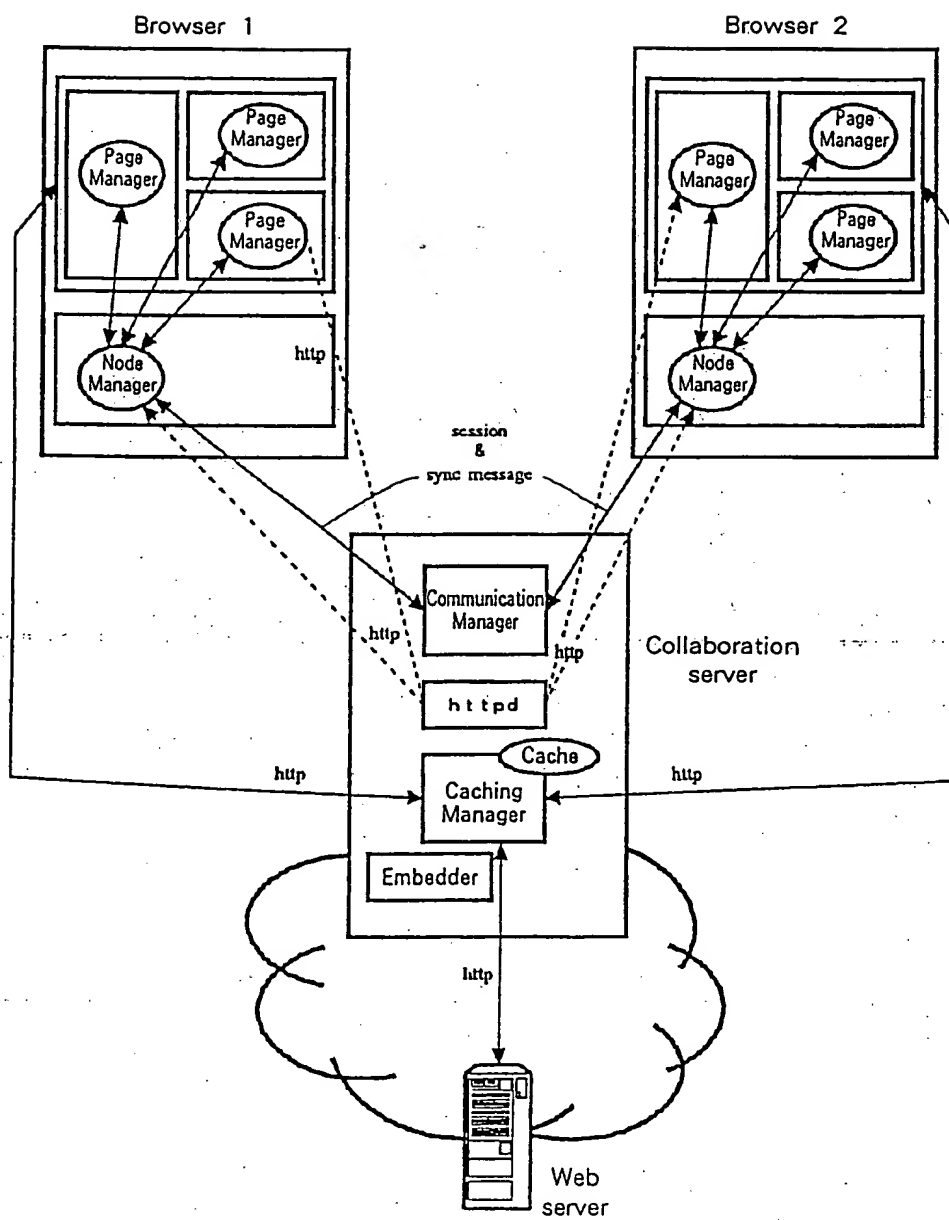 Browser 1
Browser 2
Page
Manager
Page
Manager
Page
Manager
Node
Manager
http
Page
Manager
Page
Manager
Page
Manager
Node
Manager
session
&
sync message
Communication
Manager
http
http
Collaboration
server
httpd
Cache
http
http
Caching
Manager
Embedder
http
Web
server